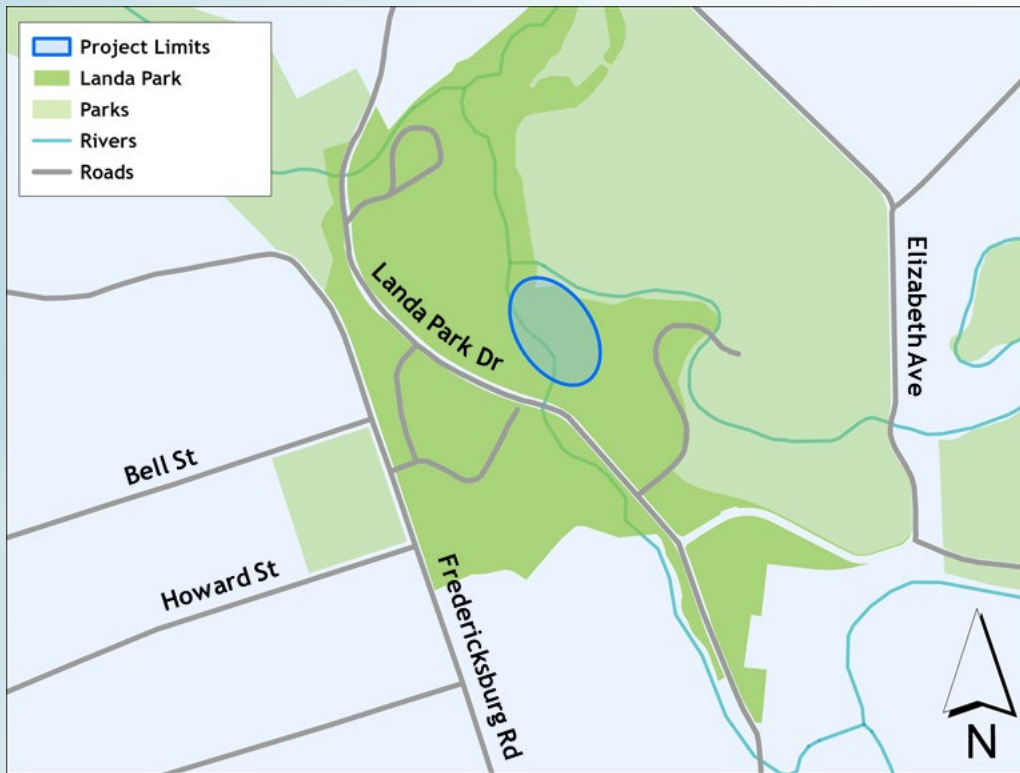 Project Limits
Landa Park
Parks
Rivers
Roads
Landa Park Dr
Elizabeth Ave
Bell St
Howard St
Fredericksburg Rd
N